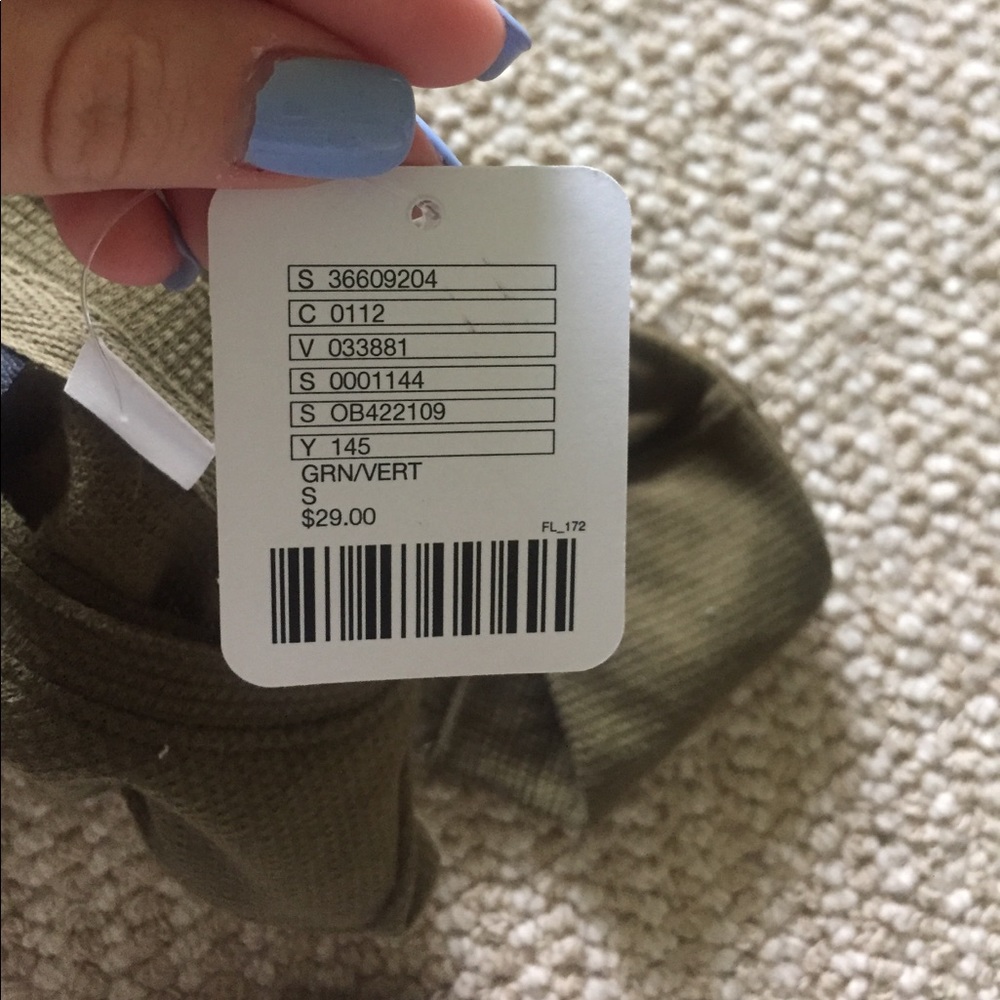 S 36609204
C 0112
V 033881
S 0001144
S OB422109
Y 145
GRN/VERT
S
$29.00
FL_172